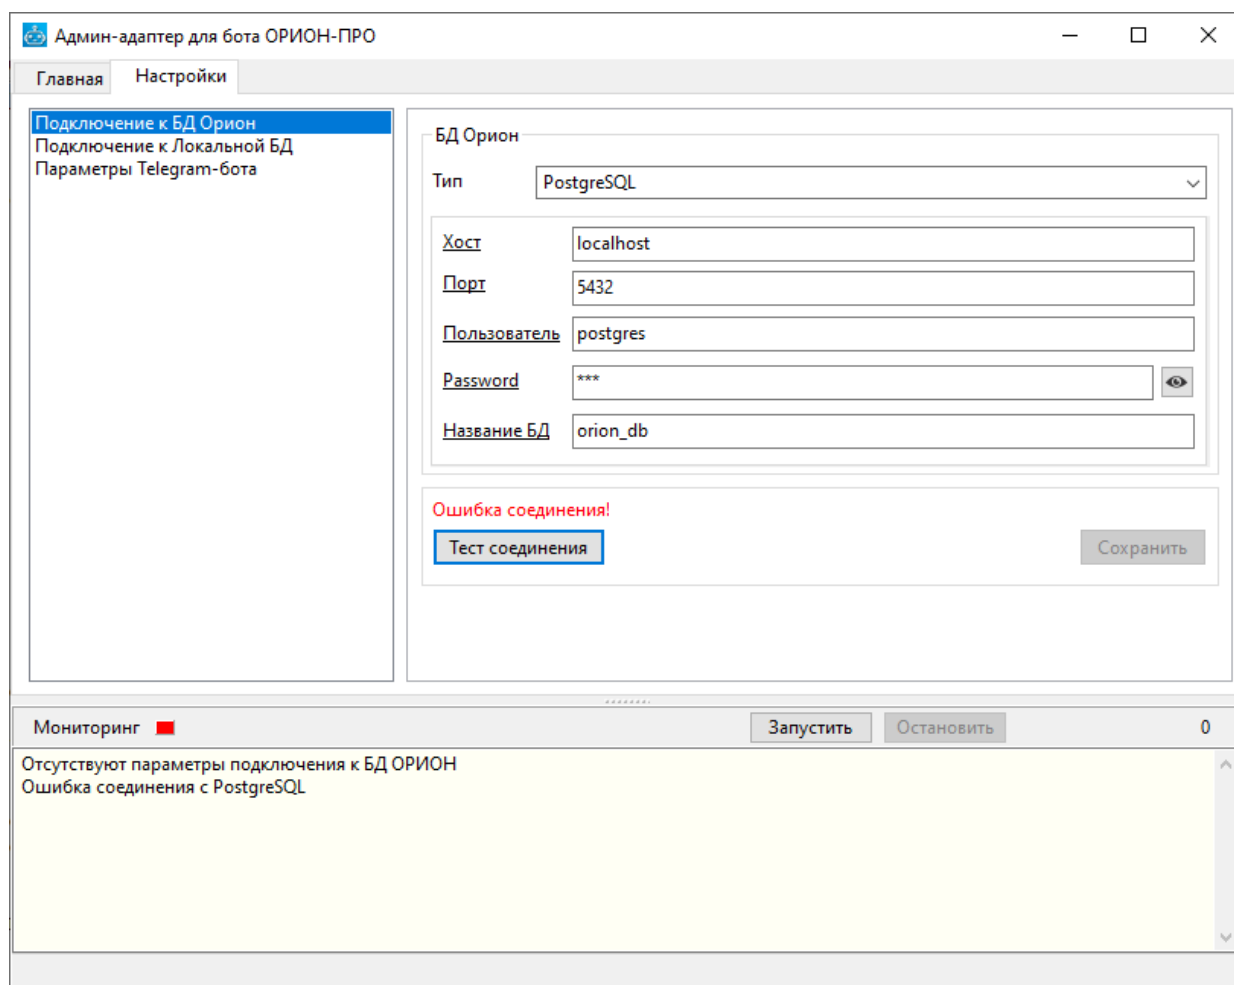 Админ-адаптер для бота ОРИОН-ПРО
Главная Настройки
Подключение к БД Орион
Подключение к Локальной БД
Параметры Telegram-бота
БД Орион
Тип PostgreSQL
Хост localhost
Порт 5432
Пользователь postgres
Password ***
Название БД orion_db
Ошибка соединения!
Тест соединения Сохранить
Мониторинг Запустить Остановить 0
Отсутствуют параметры подключения к БД ОРИОН
Ошибка соединения с PostgreSQL